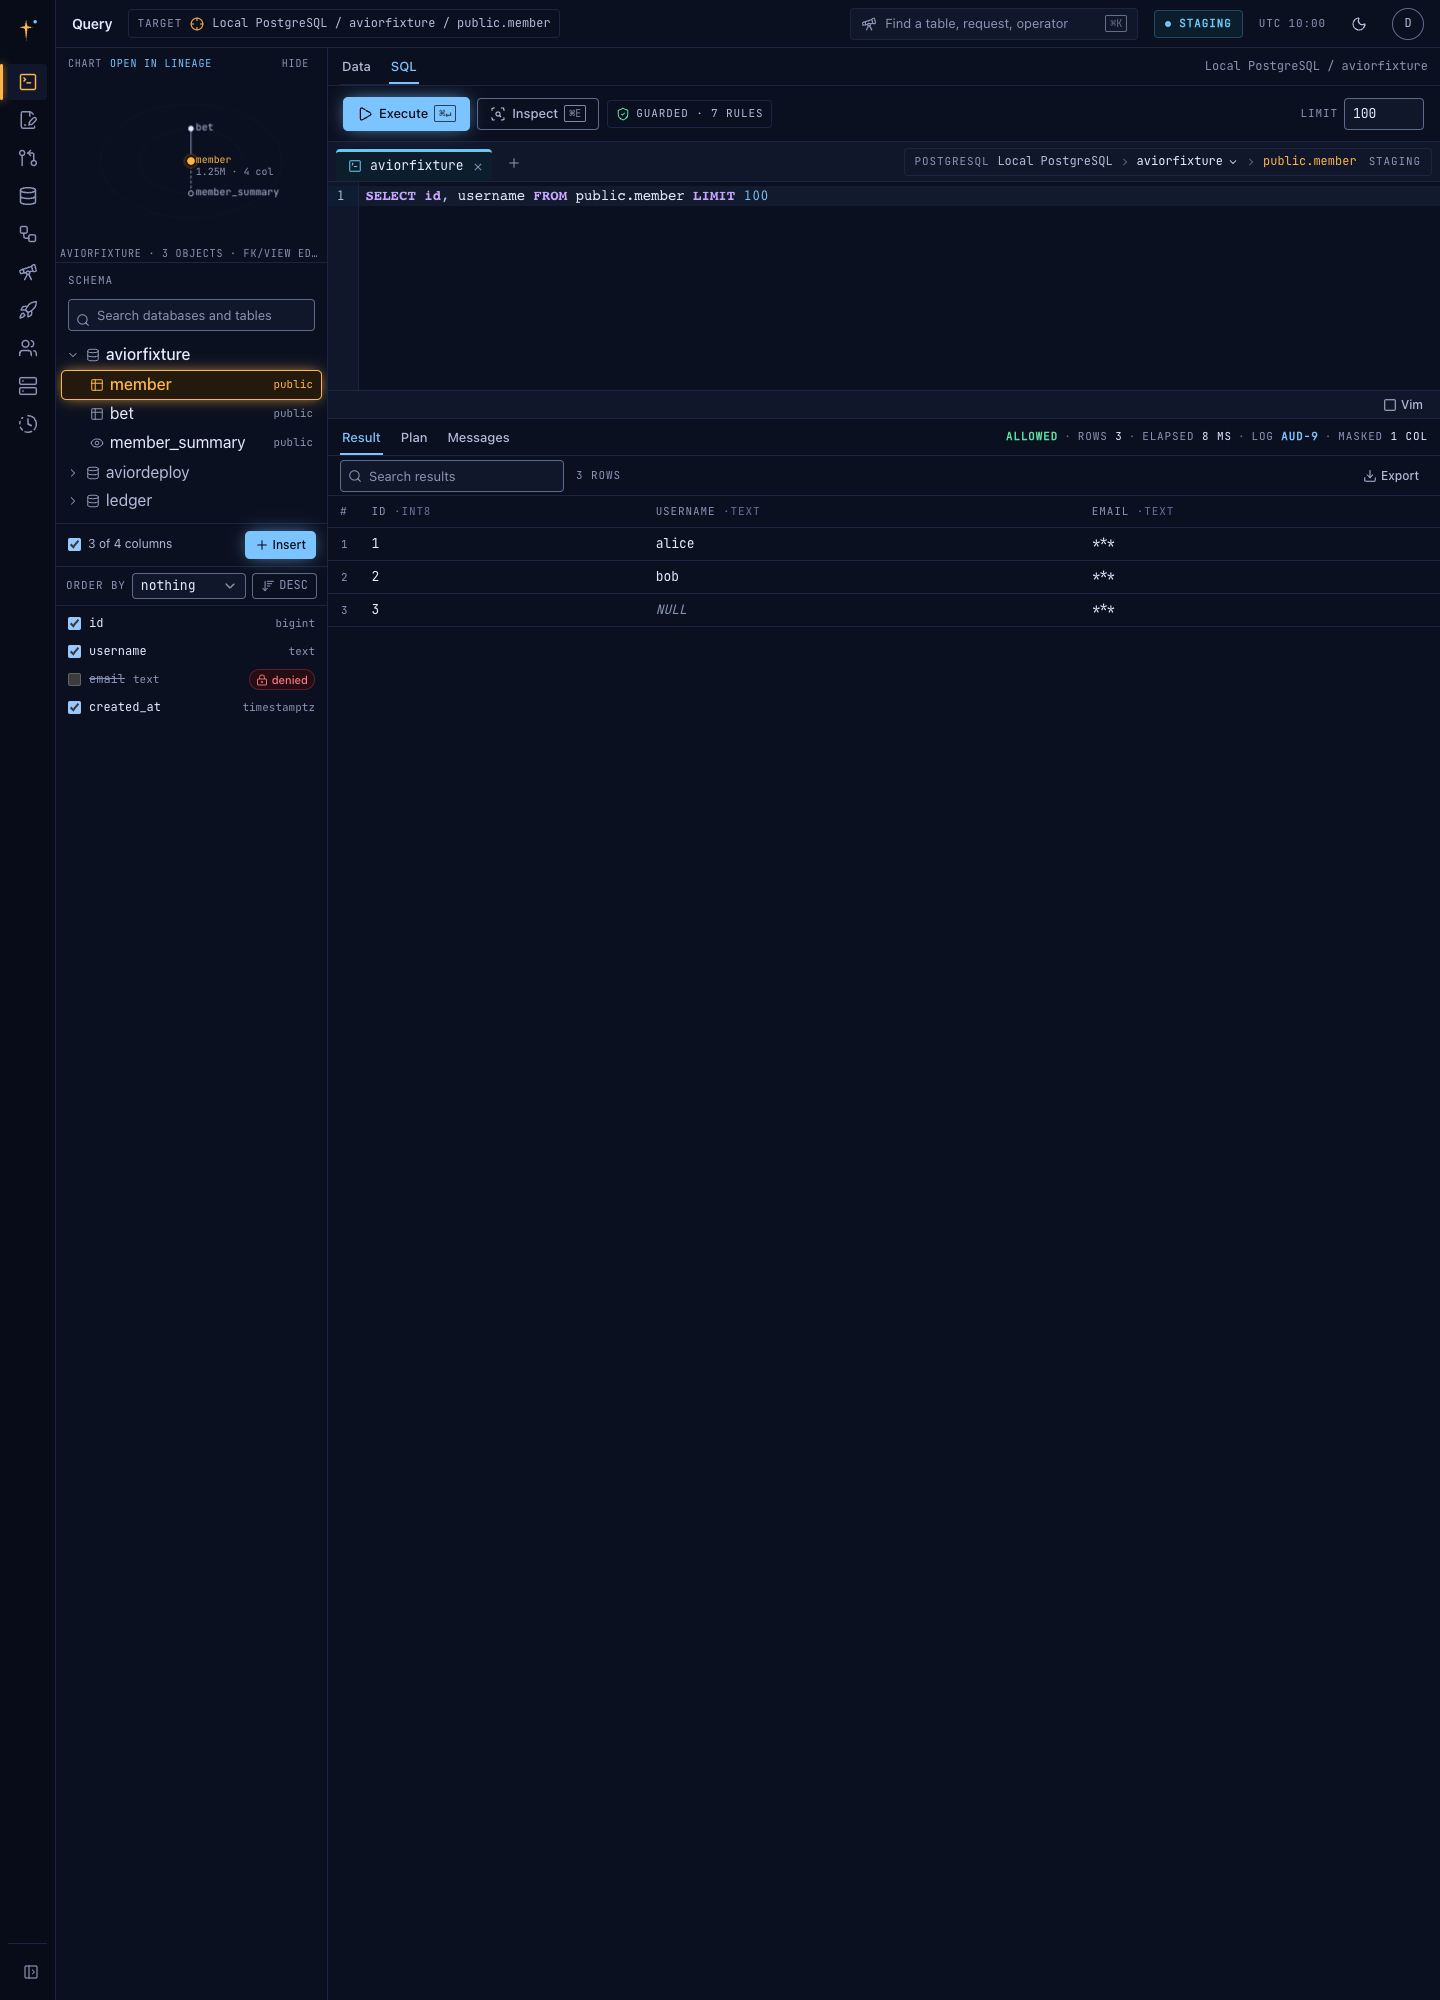 Query
TARGET Local PostgreSQL / aviorfixture / public.member
Find a table, request, operator ⌘K
STAGING
UTC 10:00
D
CHART OPEN IN LINEAGE HIDE
bet
member
1.25M · 4 col
member_summary
AVIORFIXTURE · 3 OBJECTS · FK/VIEW ED…
SCHEMA
Search databases and tables
aviorfixture
member public
bet public
member_summary public
aviordeploy
ledger
3 of 4 columns Insert
ORDER BY nothing DESC
id bigint
username text
email text denied
created_at timestamptz
Data SQL Local PostgreSQL / aviorfixture
Execute ⌘↵ Inspect ⌘E GUARDED · 7 RULES LIMIT 100
aviorfixture × + POSTGRESQL Local PostgreSQL › aviorfixture › public.member STAGING
1 SELECT id, username FROM public.member LIMIT 100
Vim
Result Plan Messages ALLOWED · ROWS 3 · ELAPSED 8 MS · LOG AUD-9 · MASKED 1 COL
Search results 3 ROWS Export
# ID ·INT8 USERNAME ·TEXT EMAIL ·TEXT
1 1 alice ***
2 2 bob ***
3 3 NULL ***